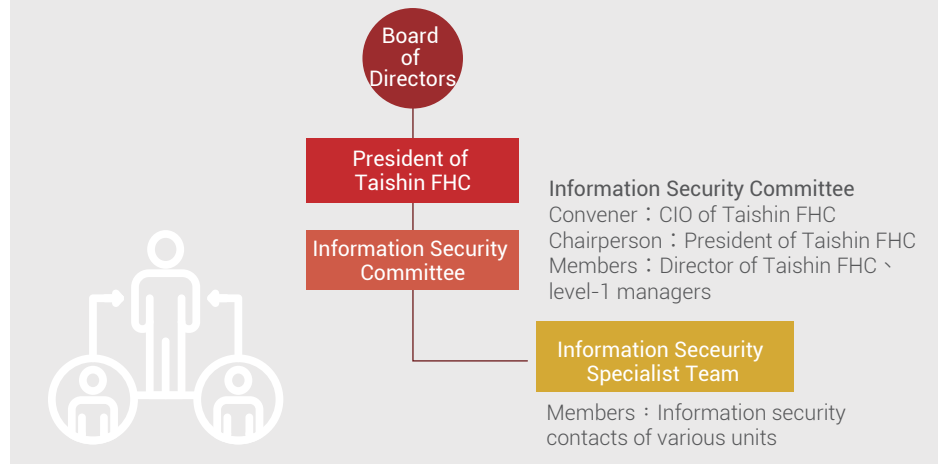 Board
of
Directors
President of
Taishin FHC
Information Security
Committee
Information Security Committee
Convener：CIO of Taishin FHC
Chairperson：President of Taishin FHC
Members：Director of Taishin FHC、
level-1 managers
Information Seceurity
Specialist Team
Members：Information security
contacts of various units